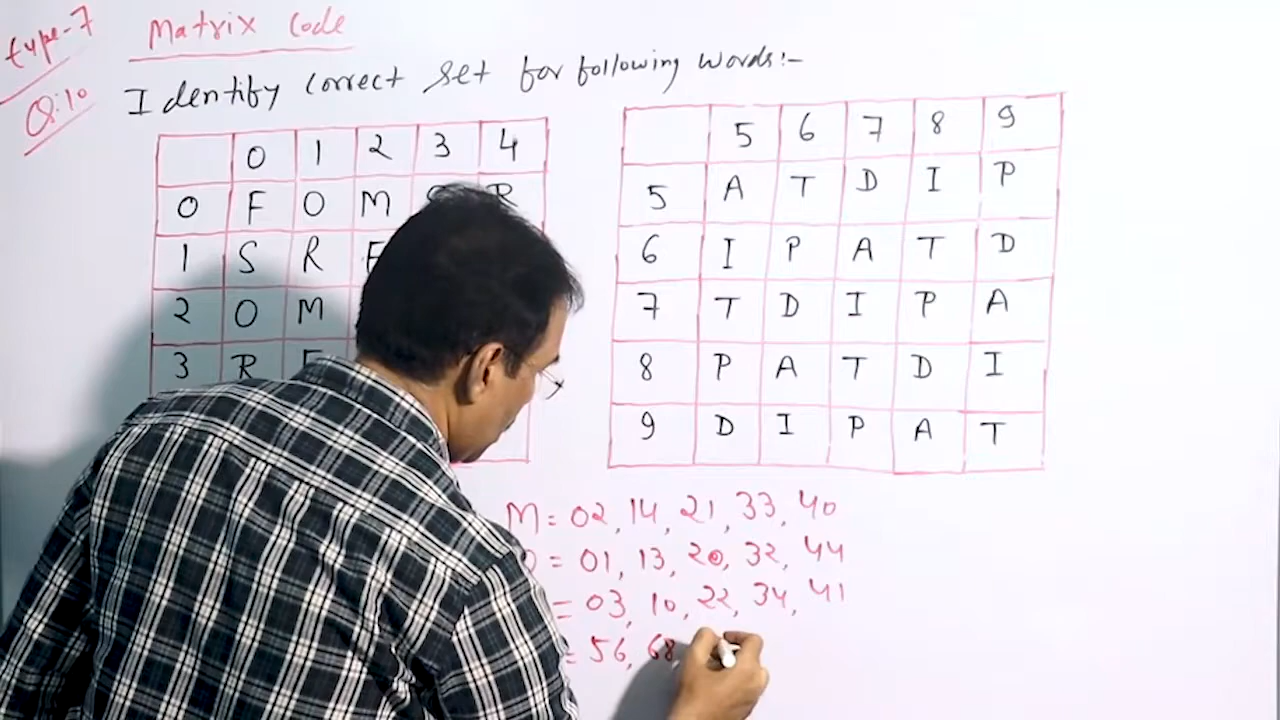 type-7 Matrix Code
Q:10 Identify correct set for following words:-
0 1 2 3 4
0 F O M R
1 S R F
2 O M
3 R F
5 6 7 8 9
5 A T D I P
6 I P A T D
7 T D I P A
8 P A T D I
9 D I P A T
M = 02, 14, 21, 33, 40
= 01, 13, 20, 32, 44
= 03, 10, 22, 34, 41
= 56, 68